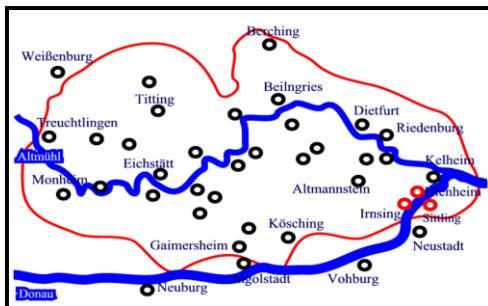 Berching
Weißenburg
Beilngries
Titting
Dietfurt
Treuchtlingen
Riedenburg
Altmühl
Eichstätt
Kelheim
Monheim
Altmannstein
Hienheim
Irnsing
Sittling
Kösching
Neustadt
Gaimersheim
Ingolstadt
Vohburg
Neuburg
Donau